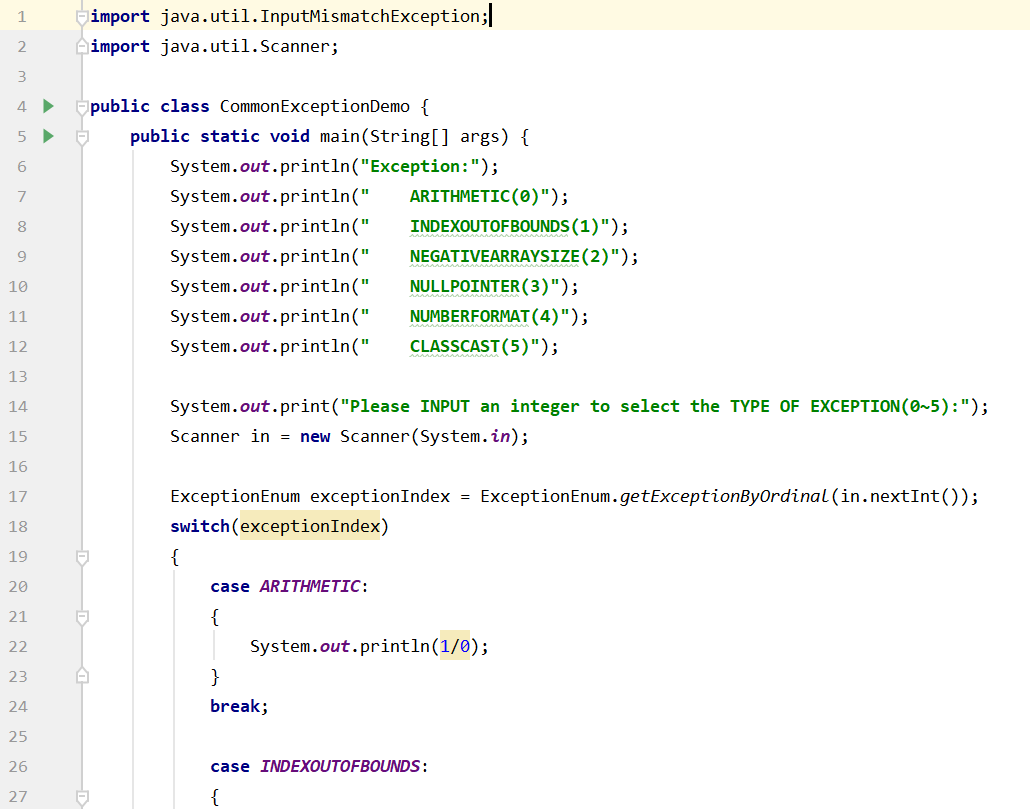 1 import java.util.InputMismatchException;
2 import java.util.Scanner;
3
4 public class CommonExceptionDemo {
5     public static void main(String[] args) {
6         System.out.println("Exception:");
7         System.out.println("    ARITHMETIC(0)");
8         System.out.println("    INDEXOUTOFBOUNDS(1)");
9         System.out.println("    NEGATIVEARRAYSIZE(2)");
10         System.out.println("    NULLPOINTER(3)");
11         System.out.println("    NUMBERFORMAT(4)");
12         System.out.println("    CLASSCAST(5)");
13
14         System.out.print("Please INPUT an integer to select the TYPE OF EXCEPTION(0~5):");
15         Scanner in = new Scanner(System.in);
16
17         ExceptionEnum exceptionIndex = ExceptionEnum.getExceptionByOrdinal(in.nextInt());
18         switch(exceptionIndex)
19         {
20             case ARITHMETIC:
21             {
22                 System.out.println(1/0);
23             }
24             break;
25
26             case INDEXOUTOFBOUNDS:
27             {